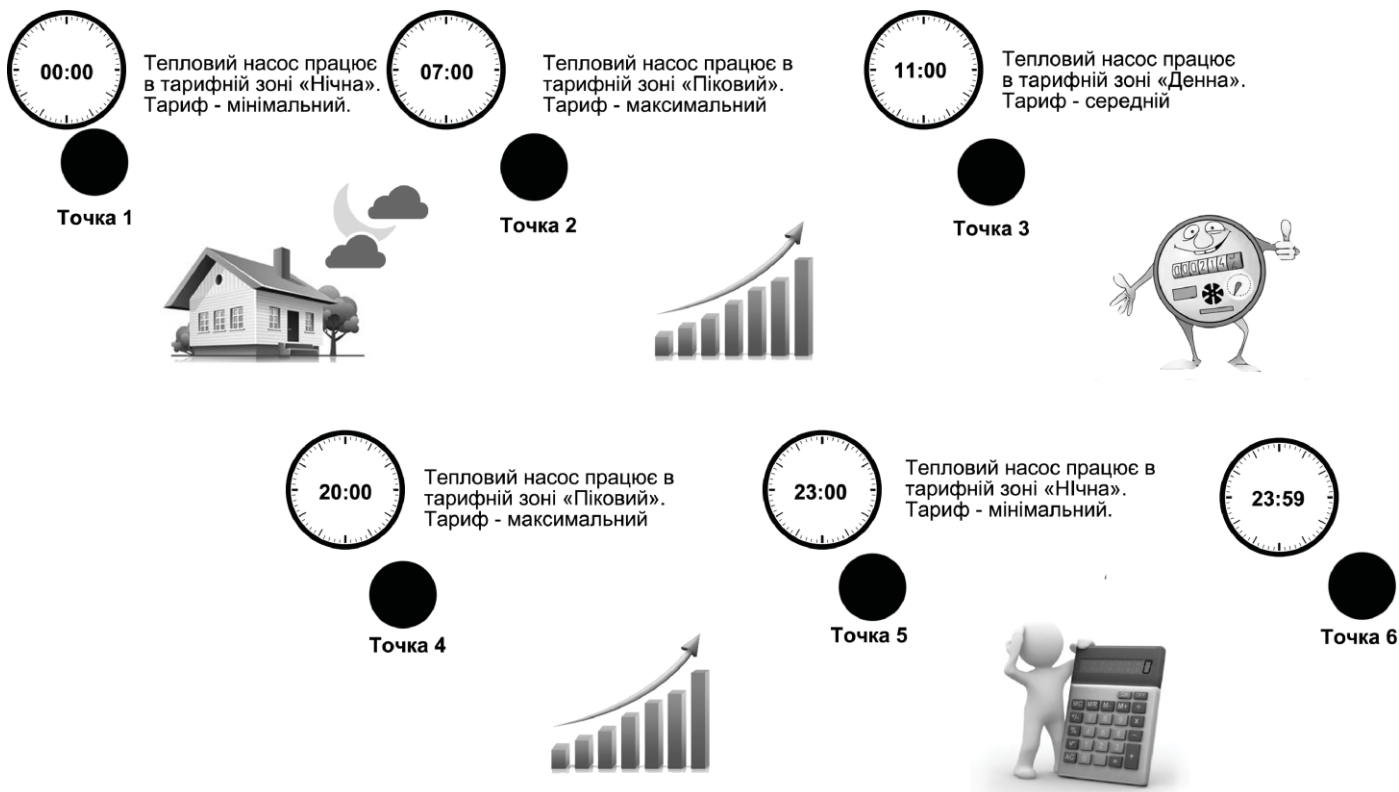 00:00
Тепловий насос працює
в тарифній зоні «Нічна».
Тариф - мінімальний.
Точка 1
07:00
Тепловий насос працює в
тарифній зоні «Піковий».
Тариф - максимальний
Точка 2
11:00
Тепловий насос працює
в тарифній зоні «Денна».
Тариф - середній
Точка 3
20:00
Тепловий насос працює в
тарифній зоні «Піковий».
Тариф - максимальний
Точка 4
23:00
Тепловий насос працює в
тарифній зоні «НІчна».
Тариф - мінімальний.
Точка 5
23:59
Точка 6